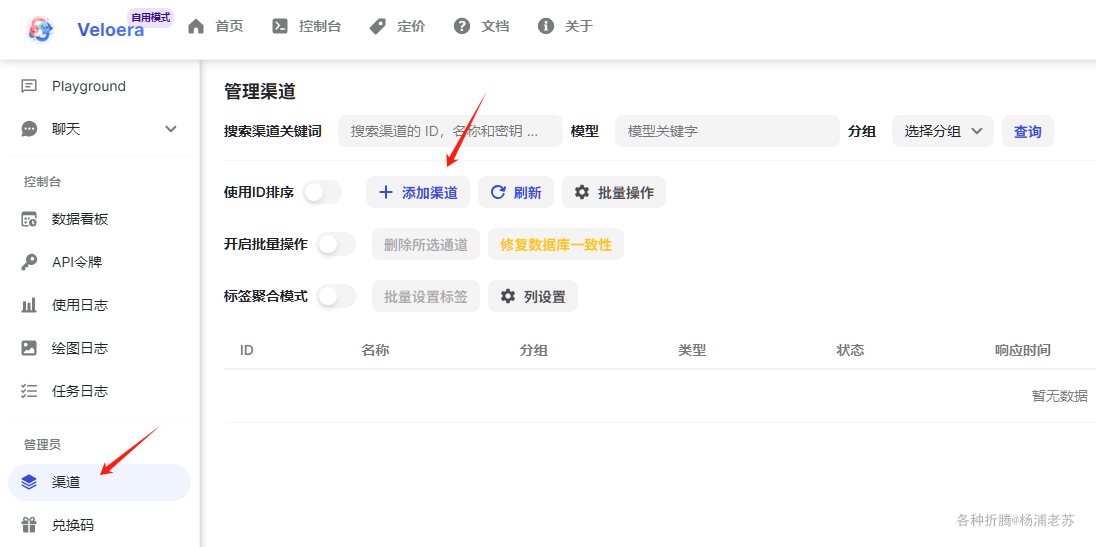 Veloera 自用模式 首页 控制台 定价 文档 关于
Playground
聊天
控制台
数据看板
API令牌
使用日志
绘图日志
任务日志
管理员
渠道
兑换码
管理渠道
搜索渠道关键词 搜索渠道的 ID，名称和密钥 ... 模型 模型关键字 分组 选择分组 查询
使用ID排序 添加渠道 刷新 批量操作
开启批量操作 删除所选通道 修复数据库一致性
标签聚合模式 批量设置标签 列设置
ID 名称 分组 类型 状态 响应时间
暂无数据
各种折腾@杨浦老苏